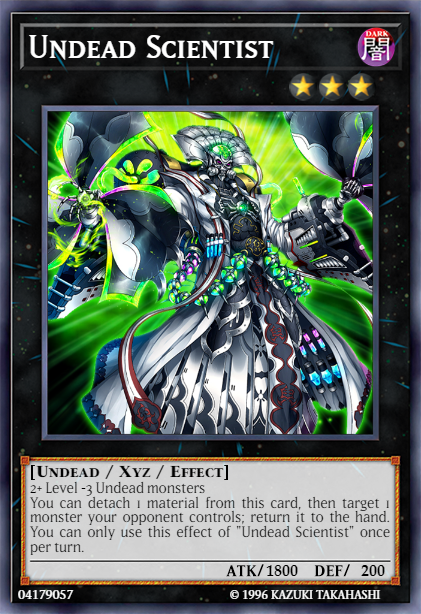 UNDEAD SCIENTIST
DARK
闇
[UNDEAD / XYZ / EFFECT]
2+ Level -3 Undead monsters
You can detach 1 material from this card, then target 1
monster your opponent controls; return it to the hand.
You can only use this effect of "Undead Scientist" once
per turn.
ATK/1800 DEF/ 200
04179057
© 1996 KAZUKI TAKAHASHI